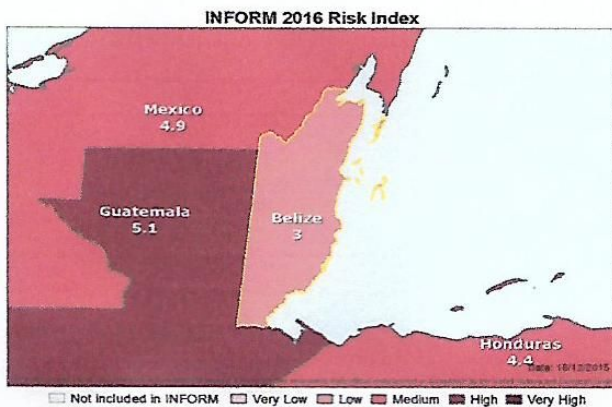 INFORM 2016 Risk Index
Mexico
4.9
Guatemala
5.1
Belize
3
Honduras
4.4
Date: 18/12/2015
Not included in INFORM Very Low Low Medium High Very High